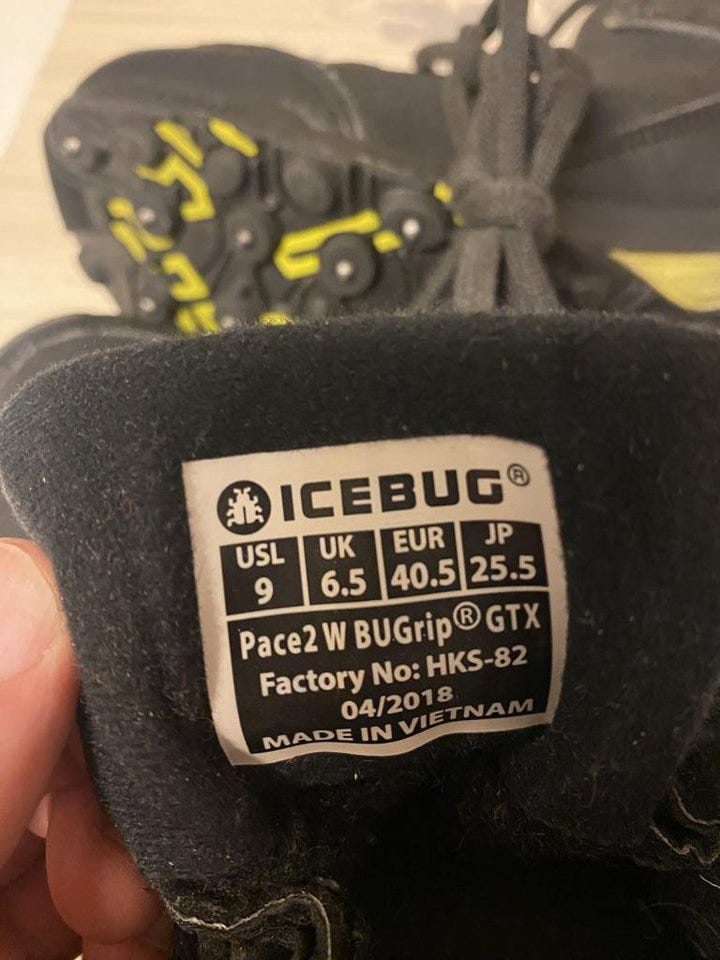 ICEBUG®
USL UK EUR JP
9 6.5 40.5 25.5
Pace2 W BUGrip® GTX
Factory No: HKS-82
04/2018
MADE IN VIETNAM